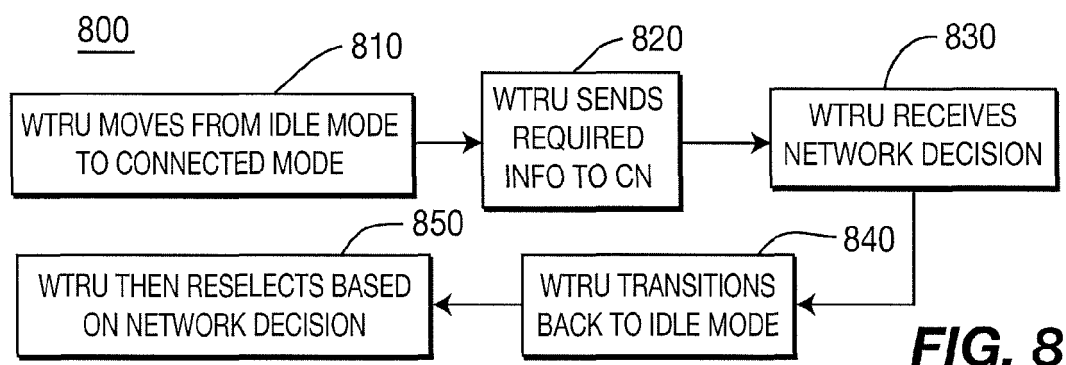 800
810
WTRU MOVES FROM IDLE MODE
TO CONNECTED MODE
820
WTRU SENDS
REQUIRED
INFO TO CN
830
WTRU RECEIVES
NETWORK DECISION
840
WTRU TRANSITIONS
BACK TO IDLE MODE
850
WTRU THEN RESELECTS BASED
ON NETWORK DECISION
FIG. 8